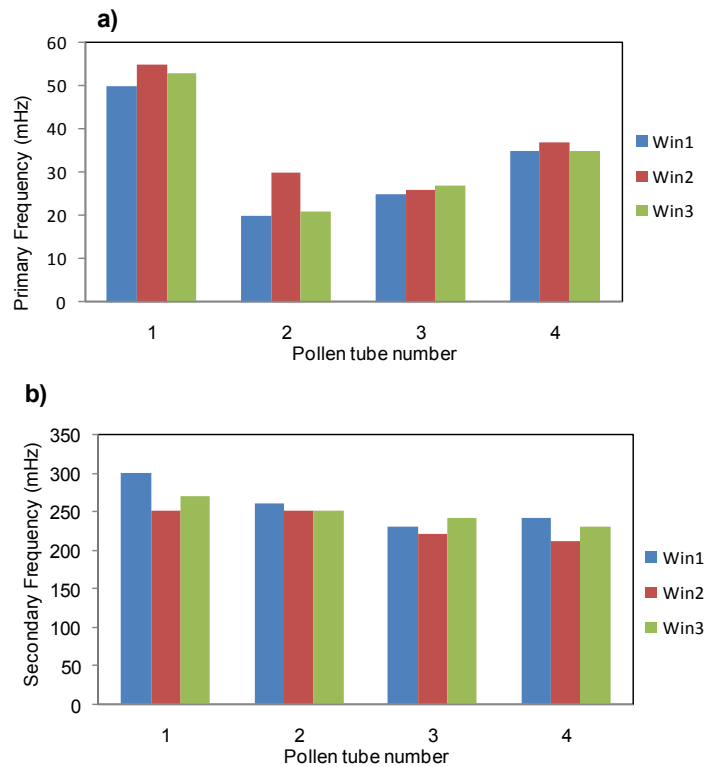 a)
60
50
40
30
20
10
0
Primary Frequency (mHz)
1 2 3 4
Pollen tube number
Win1
Win2
Win3
b)
350
300
250
200
150
100
50
0
Secondary Frequency (mHz)
1 2 3 4
Pollen tube number
Win1
Win2
Win3